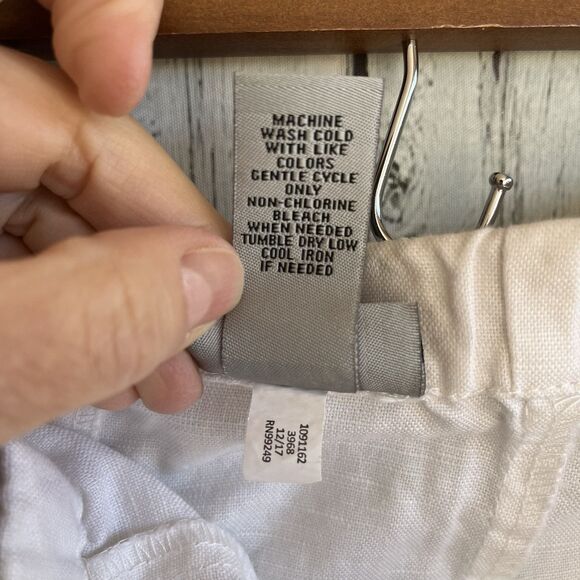 MACHINE
WASH COLD
WITH LIKE
COLORS
GENTLE CYCLE
ONLY
NON-CHLORINE
BLEACH
WHEN NEEDED
TUMBLE DRY LOW
COOL IRON
IF NEEDED
1091162
3968
12/17
RN99249